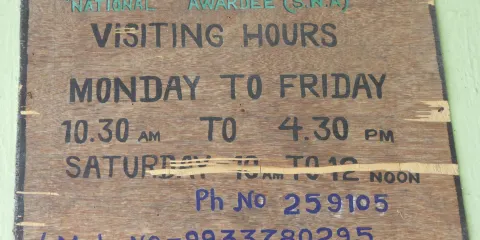 NATIONAL AWARDEE (S.N.A)
VISITING HOURS
MONDAY TO FRIDAY
10.30 AM TO 4.30 PM
SATURDAY 10 AM TO 12 NOON
Ph No 259105
9933780295